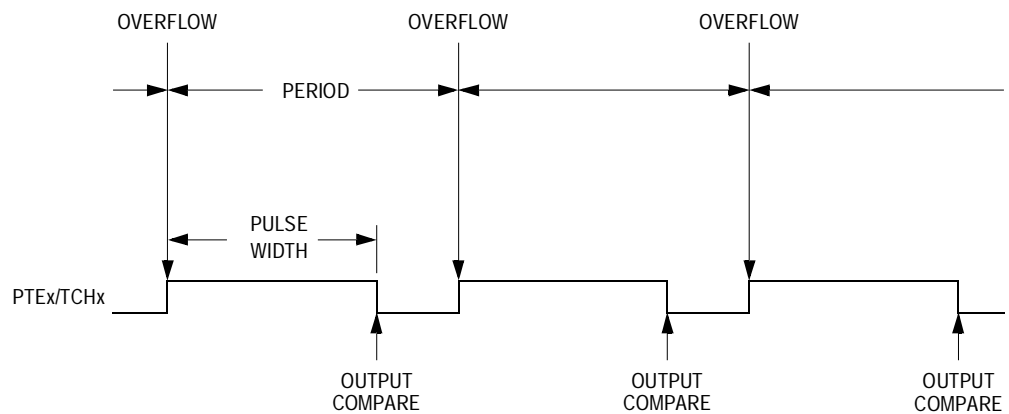 OVERFLOW OVERFLOW OVERFLOW
PERIOD
PULSE
WIDTH
PTEx/TCHx
OUTPUT OUTPUT OUTPUT
COMPARE COMPARE COMPARE